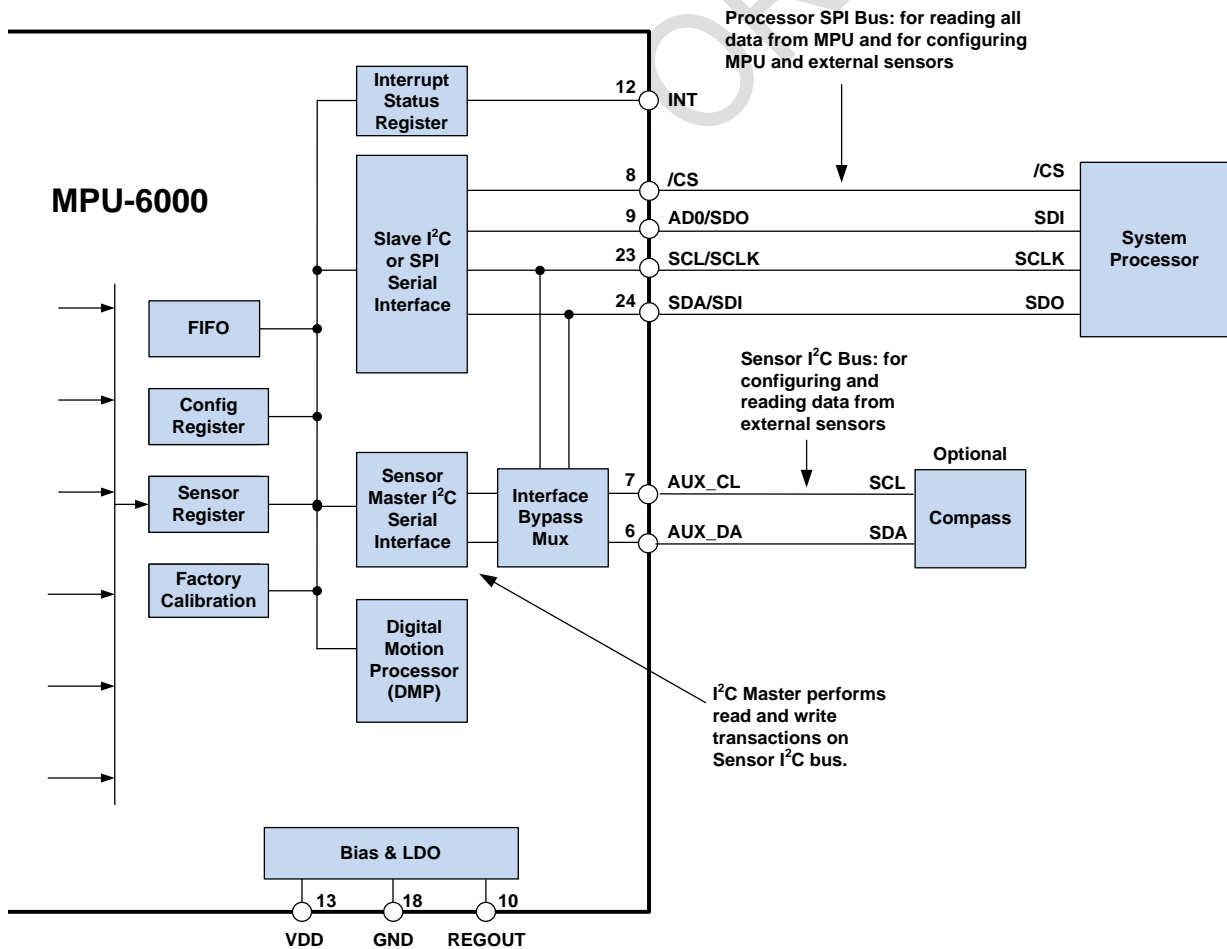 Processor SPI Bus: for reading all
data from MPU and for configuring
MPU and external sensors
Interrupt
Status
Register
12
INT
MPU-6000
8
/CS
/CS
9
AD0/SDO
SDI
Slave I²C
or SPI
Serial
Interface
23
SCL/SCLK
SCLK
24
SDA/SDI
SDO
System
Processor
FIFO
Config
Register
Sensor
Register
Factory
Calibration
Sensor I²C Bus: for
configuring and
reading data from
external sensors
Sensor
Master I²C
Serial
Interface
Interface
Bypass
Mux
7
AUX_CL
SCL
6
AUX_DA
SDA
Optional
Compass
Digital
Motion
Processor
(DMP)
I²C Master performs
read and write
transactions on
Sensor I²C bus.
Bias & LDO
13
18
10
VDD
GND
REGOUT